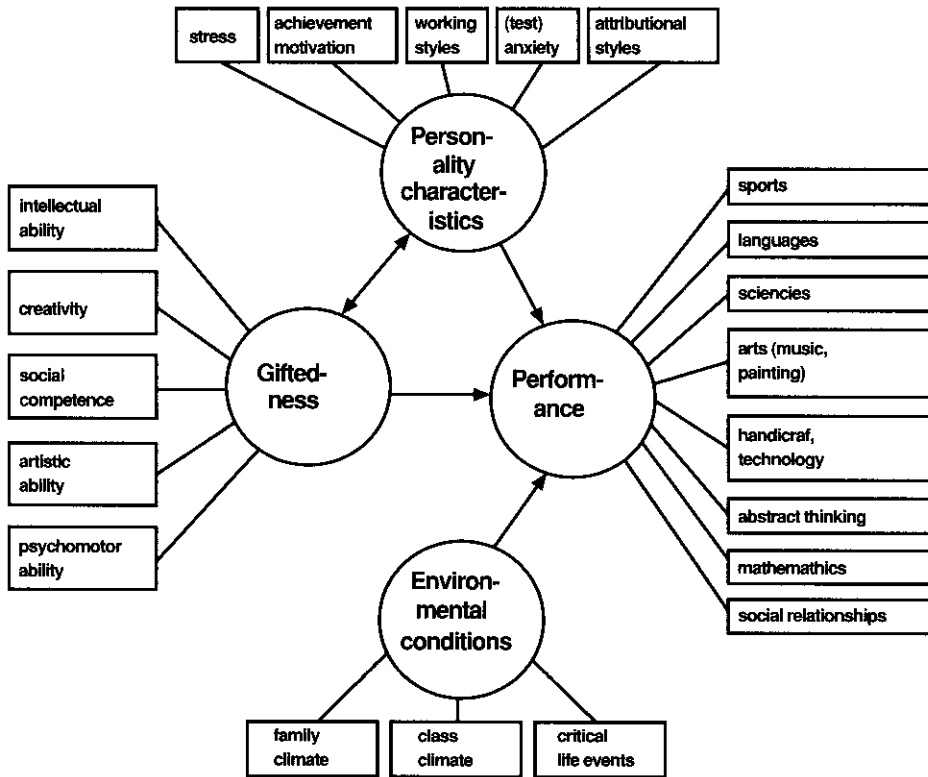 stress
achievement
motivation
working
styles
(test)
anxiety
attributional
styles
Person-
ality
character-
istics
intellectual
ability
creativity
social
competence
artistic
ability
psychomotor
ability
Gifted-
ness
Perform-
ance
sports
languages
sciencies
arts (music,
painting)
handicraf,
technology
abstract thinking
mathemathics
social relationships
Environ-
mental
conditions
family
climate
class
climate
critical
life events